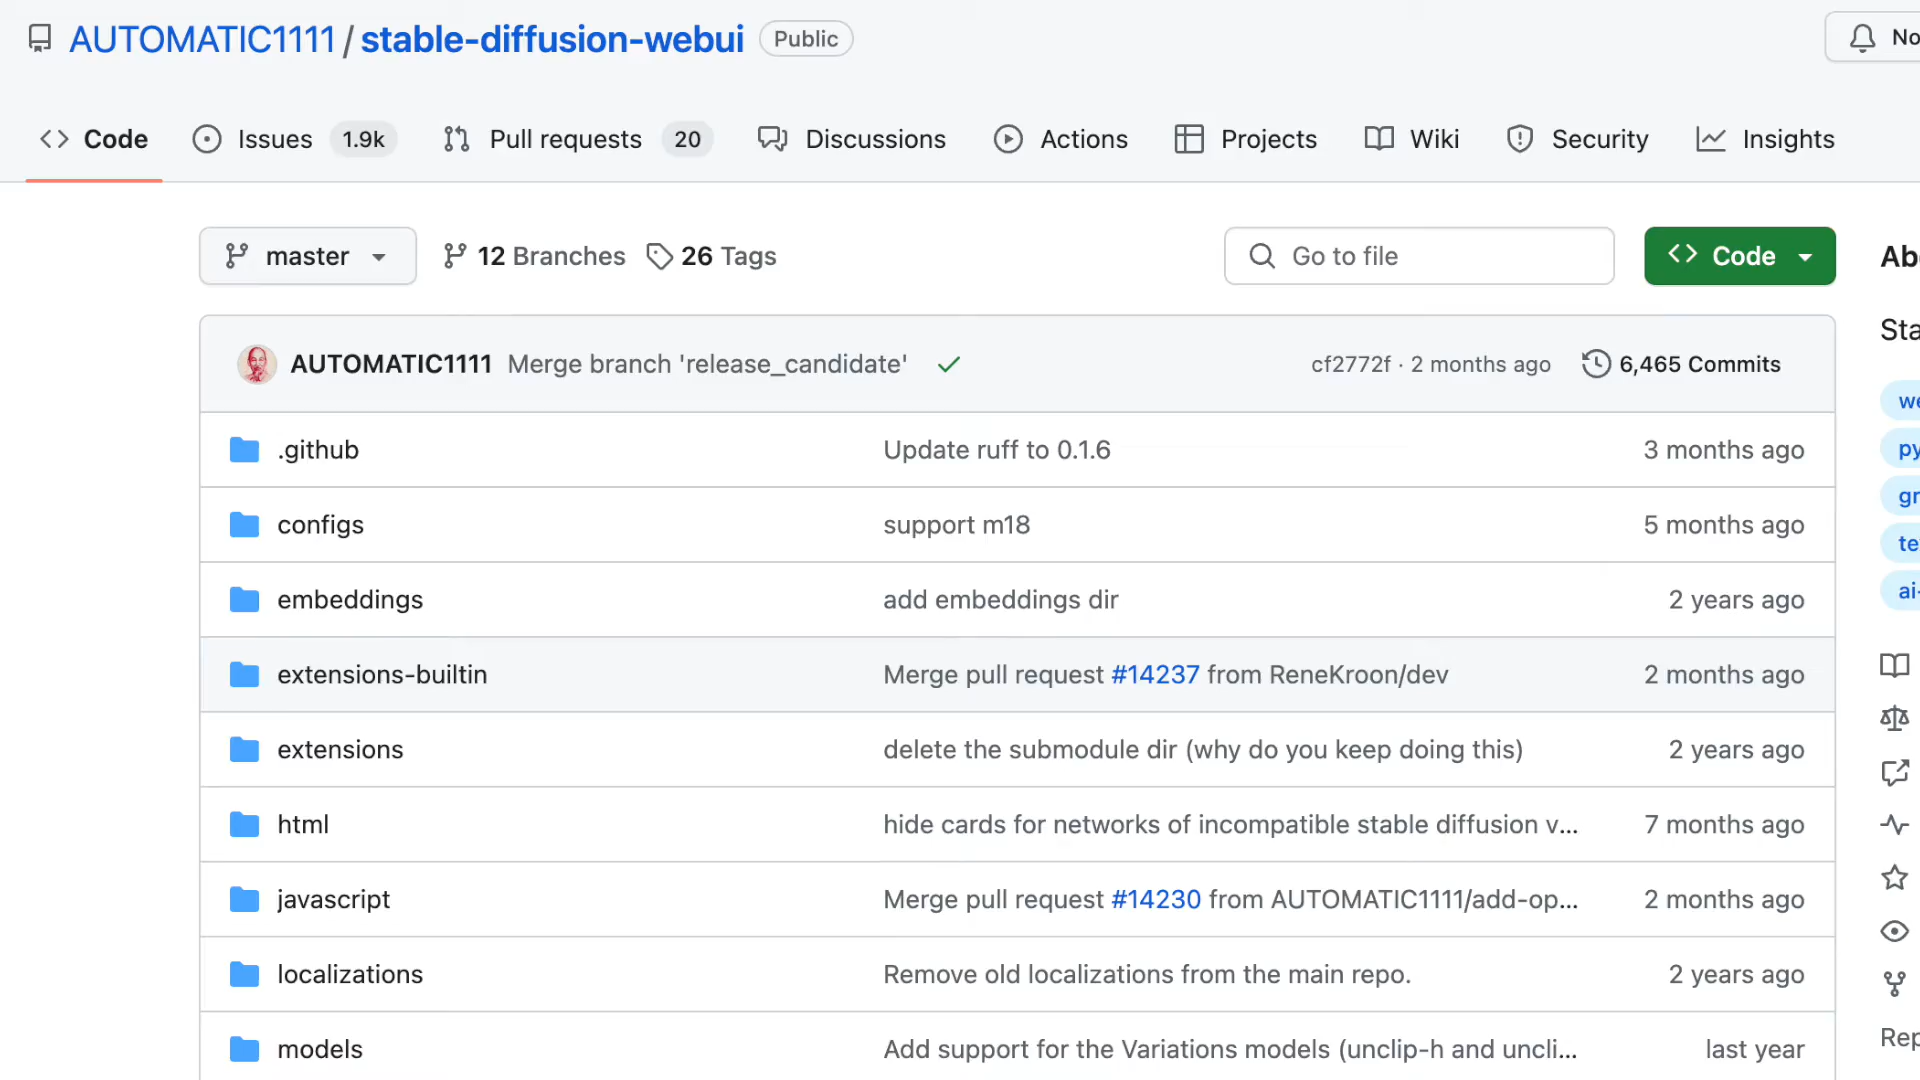 AUTOMATIC1111 / stable-diffusion-webui Public
Code Issues 1.9k Pull requests 20 Discussions Actions Projects Wiki Security Insights
master 12 Branches 26 Tags Go to file Code
AUTOMATIC1111 Merge branch 'release_candidate' cf2772f · 2 months ago 6,465 Commits
.github Update ruff to 0.1.6 3 months ago
configs support m18 5 months ago
embeddings add embeddings dir 2 years ago
extensions-builtin Merge pull request #14237 from ReneKroon/dev 2 months ago
extensions delete the submodule dir (why do you keep doing this) 2 years ago
html hide cards for networks of incompatible stable diffusion v... 7 months ago
javascript Merge pull request #14230 from AUTOMATIC1111/add-op... 2 months ago
localizations Remove old localizations from the main repo. 2 years ago
models Add support for the Variations models (unclip-h and uncli... last year